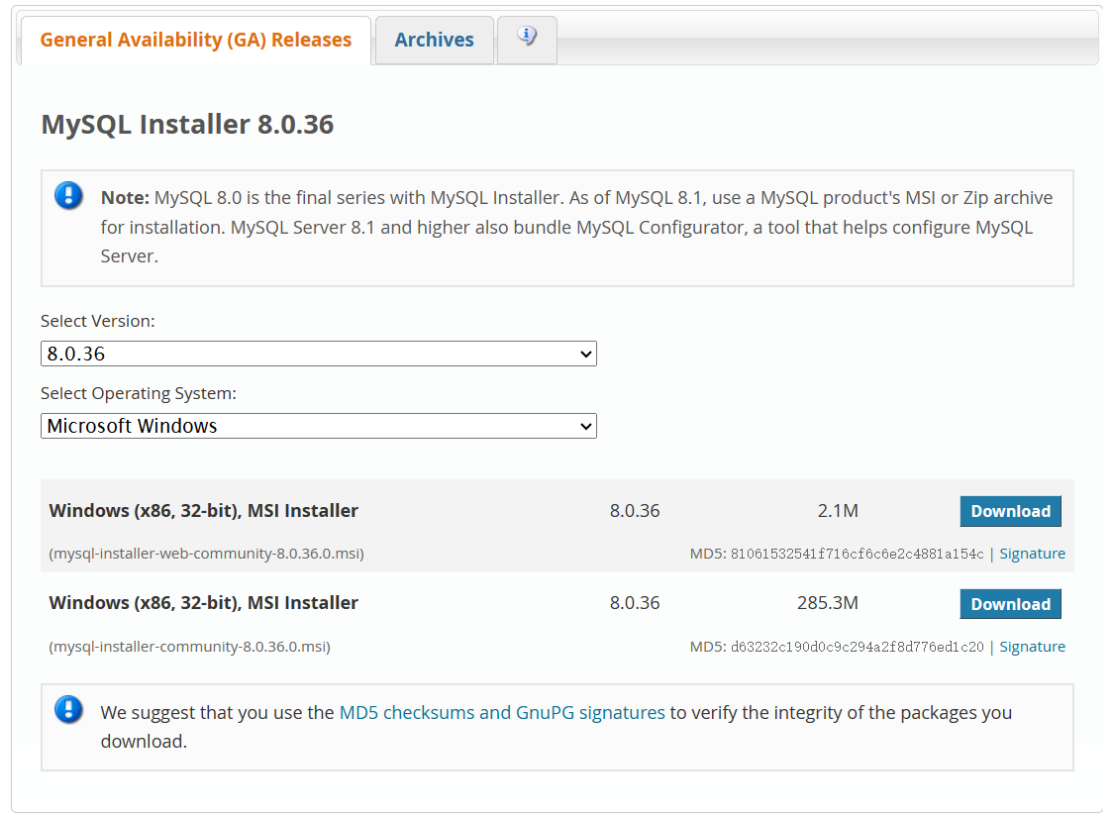 General Availability (GA) Releases
Archives
MySQL Installer 8.0.36
Note: MySQL 8.0 is the final series with MySQL Installer. As of MySQL 8.1, use a MySQL product's MSI or Zip archive
for installation. MySQL Server 8.1 and higher also bundle MySQL Configurator, a tool that helps configure MySQL
Server.
Select Version:
8.0.36
Select Operating System:
Microsoft Windows
Windows (x86, 32-bit), MSI Installer 8.0.36 2.1M Download
(mysql-installer-web-community-8.0.36.0.msi) MD5: 81061532541f716cf6c6e2c4881a154c | Signature
Windows (x86, 32-bit), MSI Installer 8.0.36 285.3M Download
(mysql-installer-community-8.0.36.0.msi) MD5: d63232c190d0c9c294a2f8d776ed1c20 | Signature
We suggest that you use the MD5 checksums and GnuPG signatures to verify the integrity of the packages you
download.